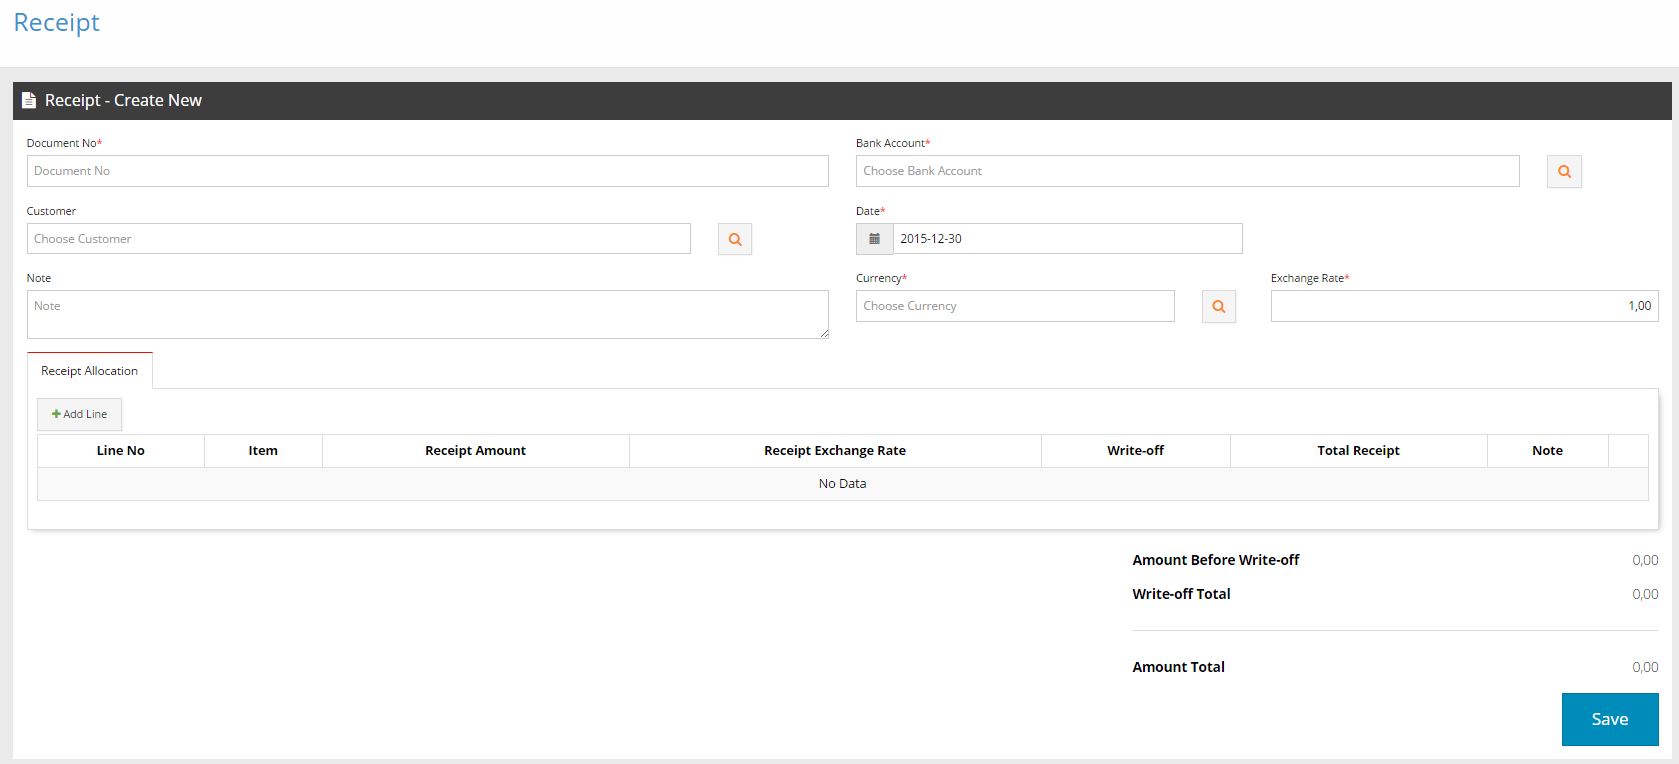 Receipt
Receipt - Create New
Document No*
Document No
Bank Account*
Choose Bank Account
Customer
Choose Customer
Date*
2015-12-30
Note
Note
Currency*
Choose Currency
Exchange Rate*
1,00
Receipt Allocation
Add Line
Line No Item Receipt Amount Receipt Exchange Rate Write-off Total Receipt Note
No Data
Amount Before Write-off 0,00
Write-off Total 0,00
Amount Total 0,00
Save